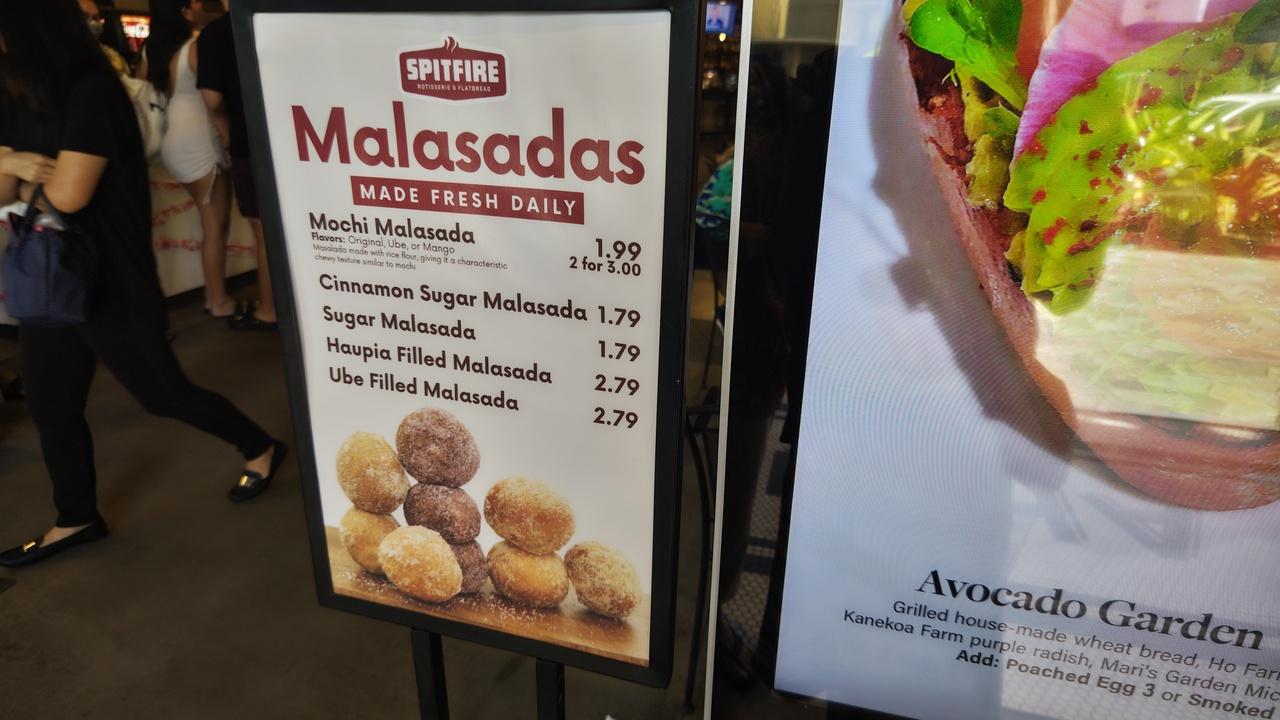 SPITFIRE
ROTISSERIE & FLATBREAD
Malasadas
MADE FRESH DAILY
Mochi Malasada 1.99
Flavors: Original, Ube, or Mango 2 for 3.00
Masalada made with rice flour, giving it a characteristic
chewy texture similar to mochi
Cinnamon Sugar Malasada 1.79
Sugar Malasada 1.79
Haupia Filled Malasada 2.79
Ube Filled Malasada 2.79
Avocado Garden
Grilled house-made wheat bread, Ho Far
Kanekoa Farm purple radish, Mari's Garden Mic
Add: Poached Egg 3 or Smoked